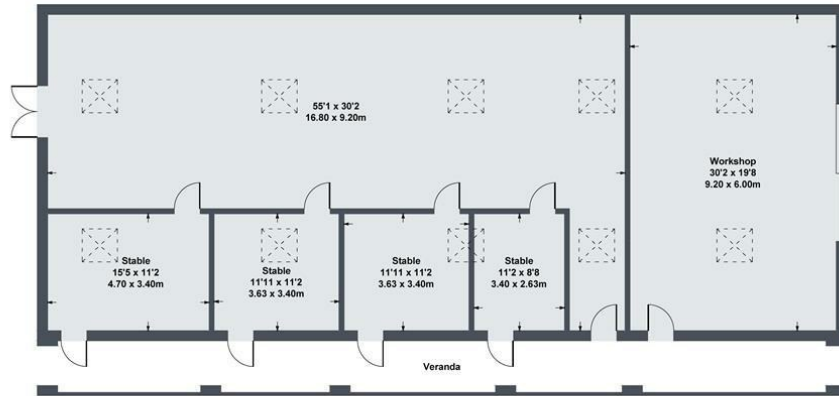 55'1 x 30'2
16.80 x 9.20m
Workshop
30'2 x 19'8
9.20 x 6.00m
Stable
15'5 x 11'2
4.70 x 3.40m
Stable
11'11 x 11'2
3.63 x 3.40m
Stable
11'11 x 11'2
3.63 x 3.40m
Stable
11'2 x 8'8
3.40 x 2.63m
Veranda